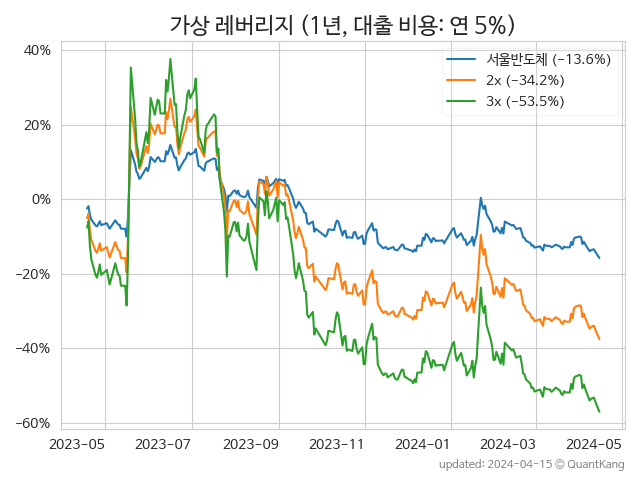 가상 레버리지 (1년, 대출 비용: 연 5%)
서울반도체 (−13.6%)
2x (−34.2%)
3x (−53.5%)
40%
20%
0%
−20%
−40%
−60%
2023−05 2023−07 2023−09 2023−11 2024−01 2024−03 2024−05
updated: 2024-04-15 © QuantKang